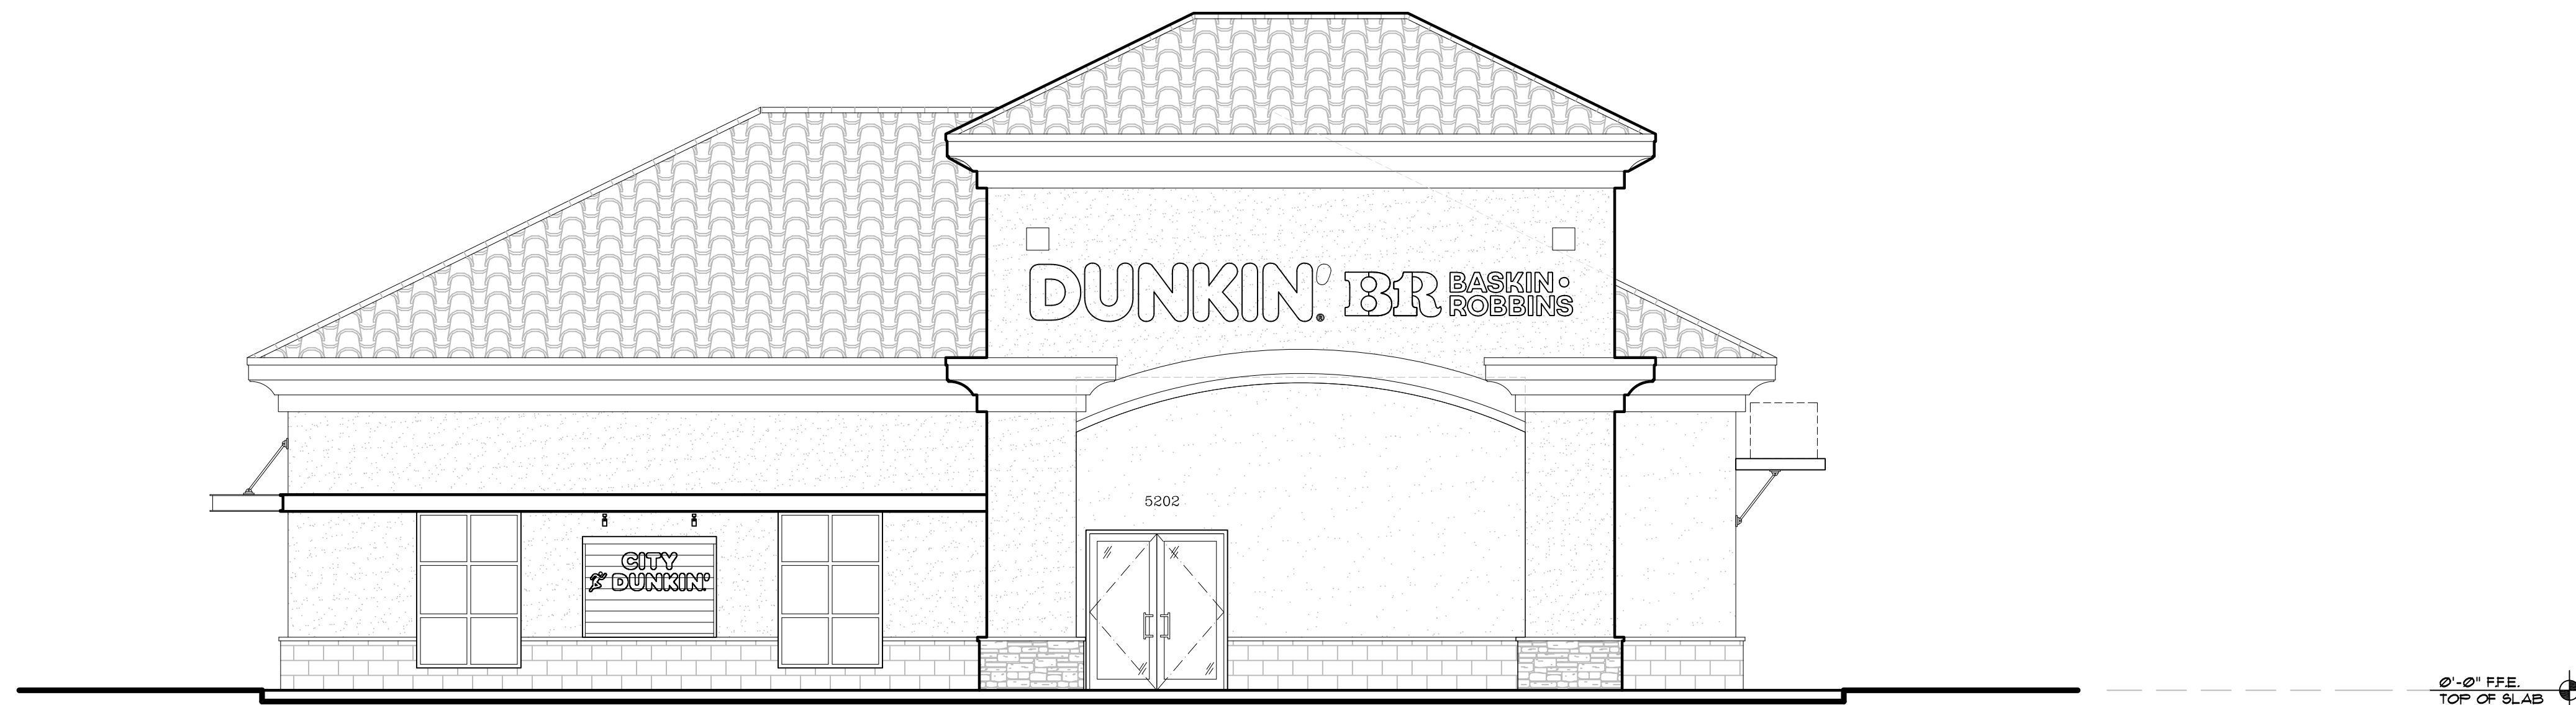 DUNKIN'® BR BASKIN•
ROBBINS
5202
CITY
DUNKIN'
0'-0" F.F.E.
TOP OF SLAB